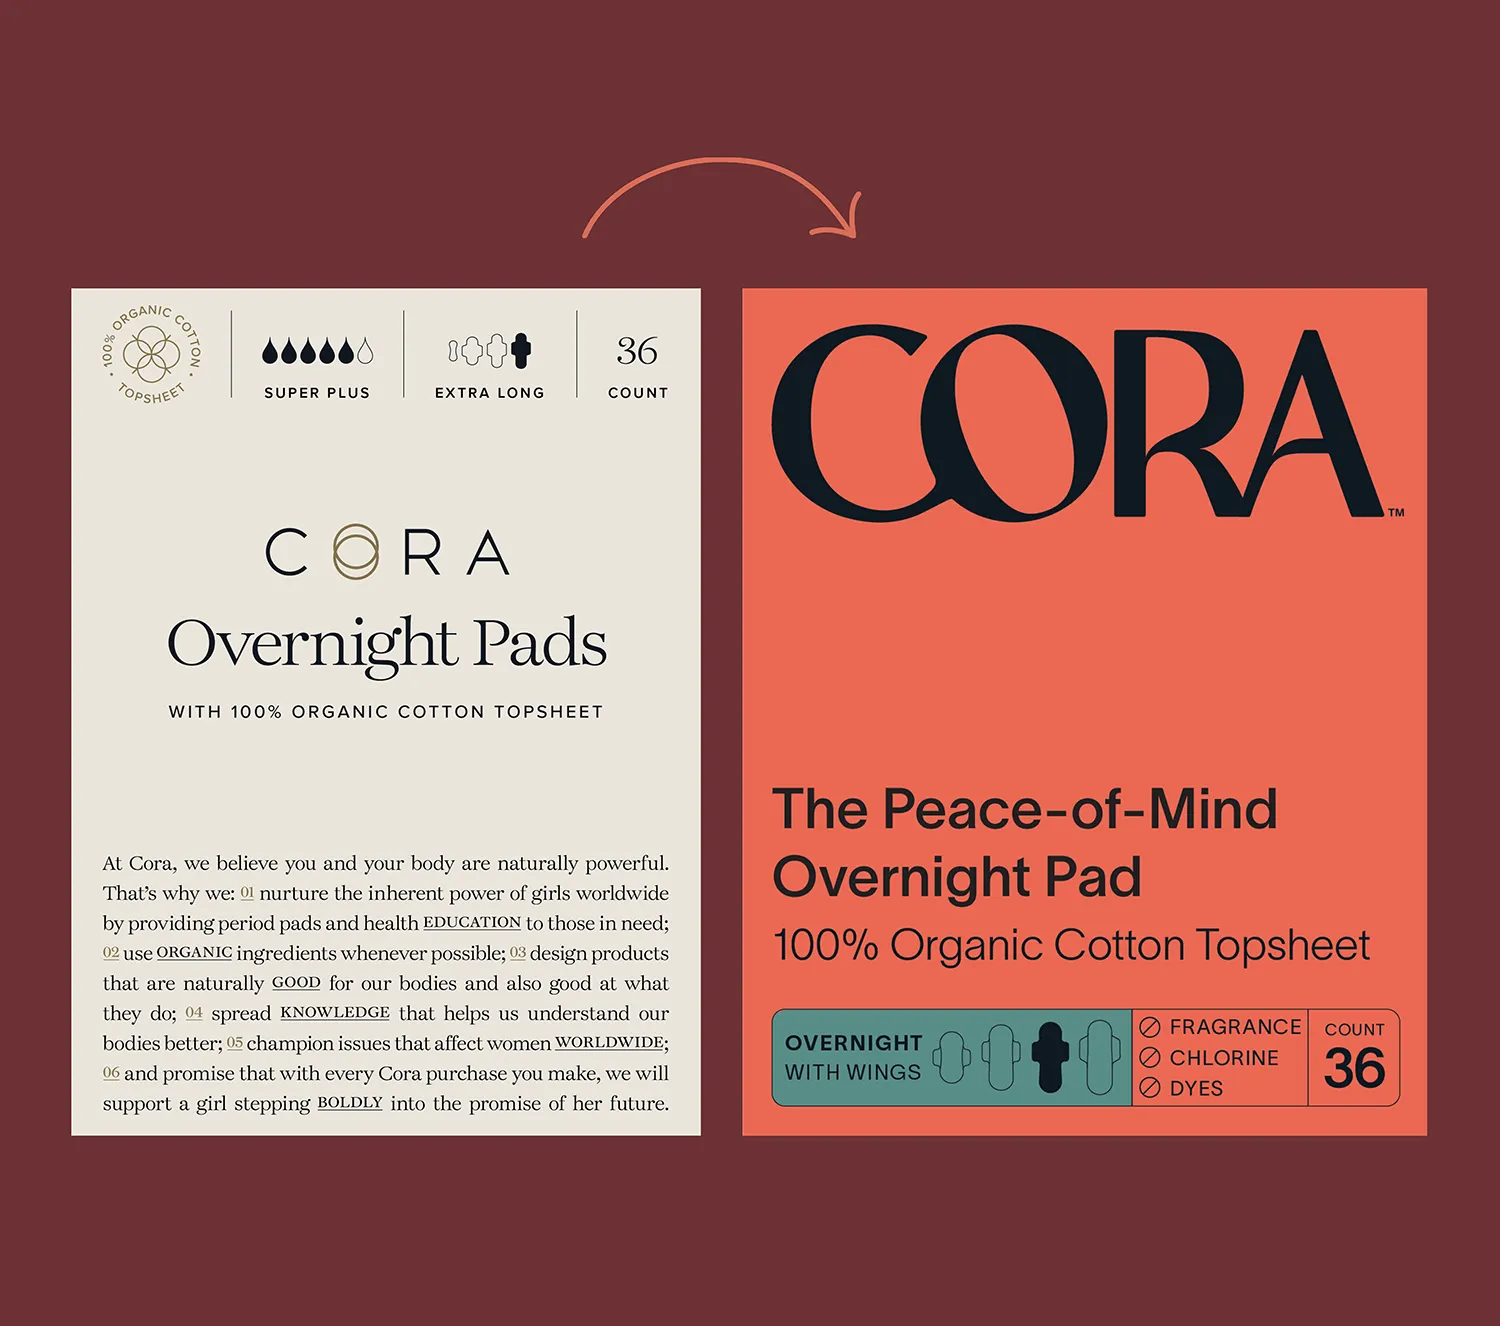 100% ORGANIC COTTON • TOPSHEET •
SUPER PLUS
EXTRA LONG
36
COUNT
CORA
Overnight Pads
WITH 100% ORGANIC COTTON TOPSHEET
At Cora, we believe you and your body are naturally powerful.
That's why we: 01 nurture the inherent power of girls worldwide
by providing period pads and health EDUCATION to those in need;
02 use ORGANIC ingredients whenever possible; 03 design products
that are naturally GOOD for our bodies and also good at what
they do; 04 spread KNOWLEDGE that helps us understand our
bodies better; 05 champion issues that affect women WORLDWIDE;
06 and promise that with every Cora purchase you make, we will
support a girl stepping BOLDLY into the promise of her future.
CORA™
The Peace-of-Mind
Overnight Pad
100% Organic Cotton Topsheet
OVERNIGHT
WITH WINGS
FRAGRANCE
CHLORINE
DYES
COUNT
36